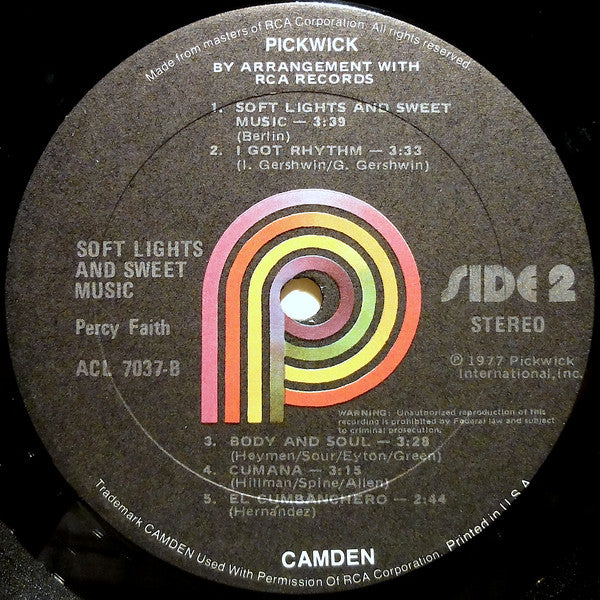 Made from masters of RCA Corporation. All rights reserved.
PICKWICK
BY ARRANGEMENT WITH
RCA RECORDS
1. SOFT LIGHTS AND SWEET
MUSIC — 3:39
(Berlin)
2. I GOT RHYTHM — 3:33
(I. Gershwin/G. Gershwin)
SOFT LIGHTS
AND SWEET
MUSIC
Percy Faith
ACL 7037-B
SIDE 2
STEREO
© 1977 Pickwick
International, inc.
WARNING: Unauthorized reproduction of this
recording is prohibited by Federal law and subject
to criminal prosecution.
3. BODY AND SOUL — 3:28
(Heymen/Sour/Eyton/Green)
4. CUMANA — 3:15
(Hillman/Spine/Allen)
5. EL CUMBANCHERO — 2:44
(Hernandez)
CAMDEN
Trademark CAMDEN Used With Permission Of RCA Corporation. Printed in U.S.A.